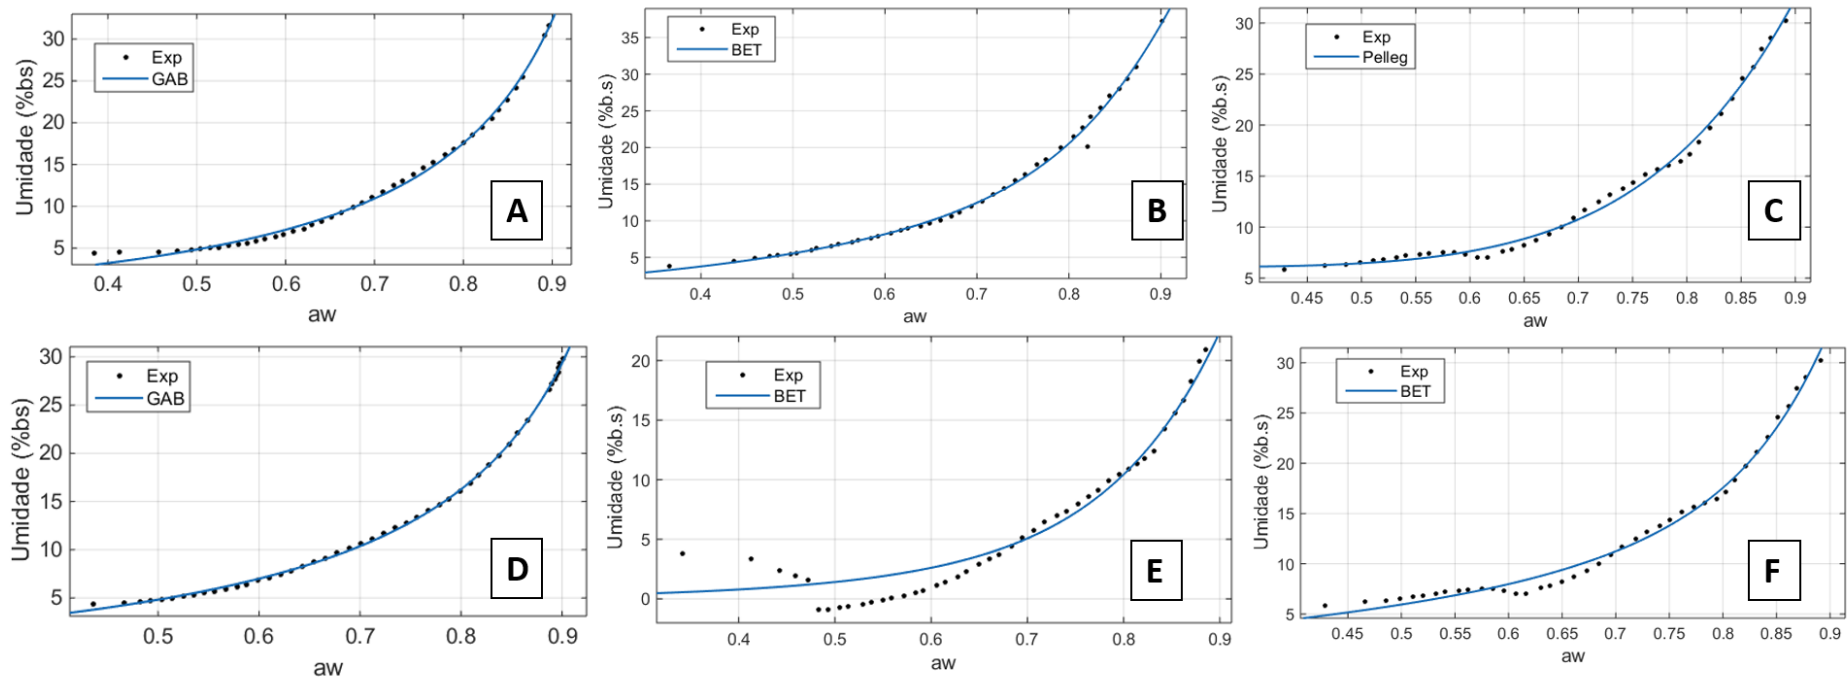 Exp
GAB
Umidade (%bs)
30
25
20
15
10
5
0.4
0.5
0.6
0.7
0.8
0.9
aw
A
Exp
BET
Umidade (%b.s)
35
30
25
20
15
10
5
0.4
0.5
0.6
0.7
0.8
0.9
aw
B
Exp
Pelleg
Umidade (%b.s)
30
25
20
15
10
5
0.45
0.5
0.55
0.6
0.65
0.7
0.75
0.8
0.85
0.9
aw
C
Exp
GAB
Umidade (%bs)
30
25
20
15
10
5
0.5
0.6
0.7
0.8
0.9
aw
D
Exp
BET
Umidade (%b.s)
20
15
10
5
0
0.4
0.5
0.6
0.7
0.8
0.9
aw
E
Exp
BET
Umidade (%b.s)
30
25
20
15
10
5
0.45
0.5
0.55
0.6
0.65
0.7
0.75
0.8
0.85
0.9
aw
F